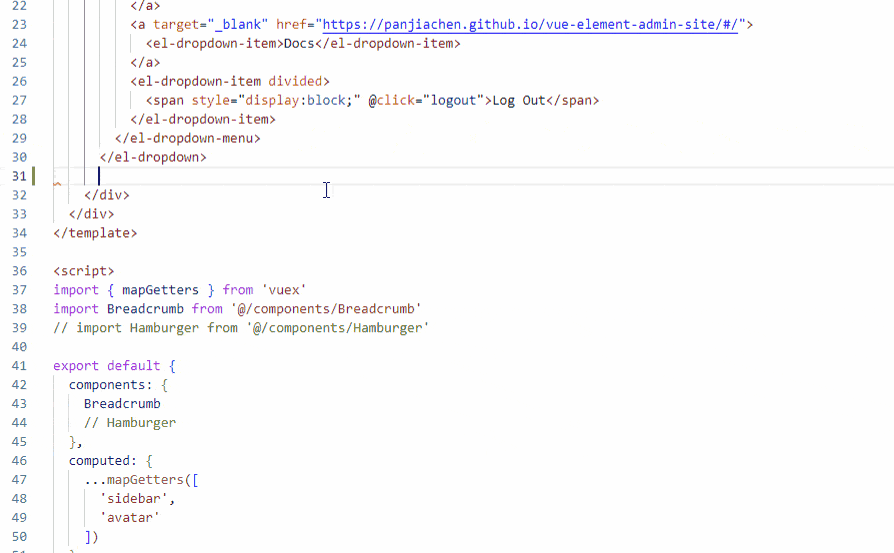 22 </a>
23 <a target="_blank" href="https://panjiachen.github.io/vue-element-admin-site/#/">
24 <el-dropdown-item>Docs</el-dropdown-item>
25 </a>
26 <el-dropdown-item divided>
27 <span style="display:block;" @click="logout">Log Out</span>
28 </el-dropdown-item>
29 </el-dropdown-menu>
30 </el-dropdown>
31
32 </div>
33 </div>
34 </template>
35
36 <script>
37 import { mapGetters } from 'vuex'
38 import Breadcrumb from '@/components/Breadcrumb'
39 // import Hamburger from '@/components/Hamburger'
40
41 export default {
42 components: {
43 Breadcrumb
44 // Hamburger
45 },
46 computed: {
47 ...mapGetters([
48 'sidebar',
49 'avatar'
50 ])